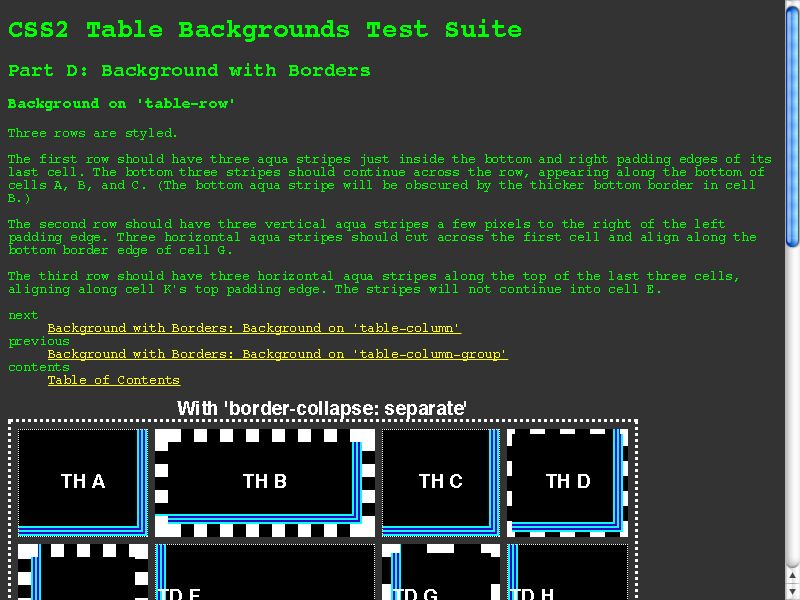 CSS2 Table Backgrounds Test Suite
Part D: Background with Borders
Background on 'table-row'
Three rows are styled.
The first row should have three aqua stripes just inside the bottom and right padding edges of its
last cell. The bottom three stripes should continue across the row, appearing along the bottom of
cells A, B, and C. (The bottom aqua stripe will be obscured by the thicker bottom border in cell
B.)
The second row should have three vertical aqua stripes a few pixels to the right of the left
padding edge. Three horizontal aqua stripes should cut across the first cell and align along the
bottom border edge of cell G.
The third row should have three horizontal aqua stripes along the top of the last three cells,
aligning along cell K's top padding edge. The stripes will not continue into cell E.
next
Background with Borders: Background on 'table-column'
previous
Background with Borders: Background on 'table-column-group'
contents
Table of Contents
With 'border-collapse: separate'
TH A TH B TH C TH D
TD F TD G TD H